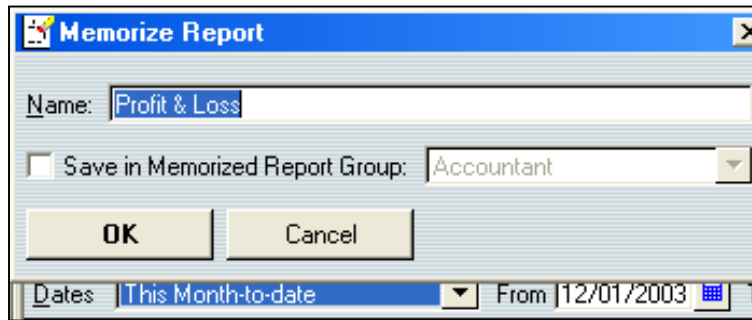 Memorize Report
Name: Profit & Loss
Save in Memorized Report Group: Accountant
OK Cancel
Dates This Month-to-date From 12/01/2003